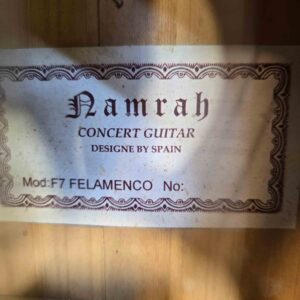 Namrah
CONCERT GUITAR
DESIGNE BY SPAIN
Mod:F7 FELAMENCO No: